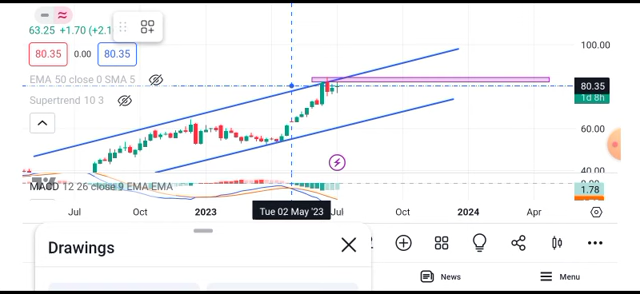 63.25 +1.70 (+2.1
80.35 0.00 80.35
EMA 50 close 0 SMA 5
Supertrend 10 3
100.00
80.35
1d 8h
60.00
40.00
MACD 12 26 close 9 EMA EMA
0.00
1.78
Jul Oct 2023 Tue 02 May '23 Jul Oct 2024 Apr
Drawings
News
Menu